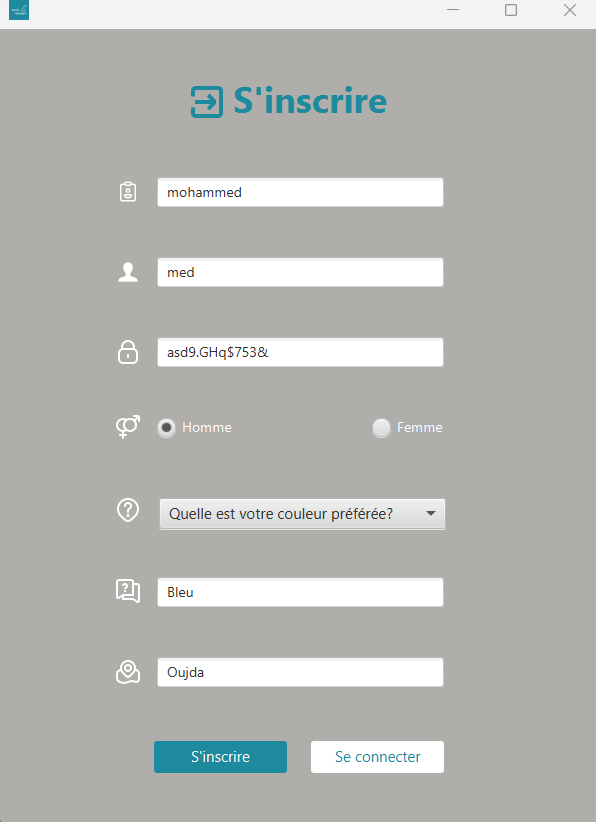 S'inscrire
mohammed
med
asd9.GHq$753&
Homme Femme
Quelle est votre couleur préférée?
Bleu
Oujda
S'inscrire Se connecter